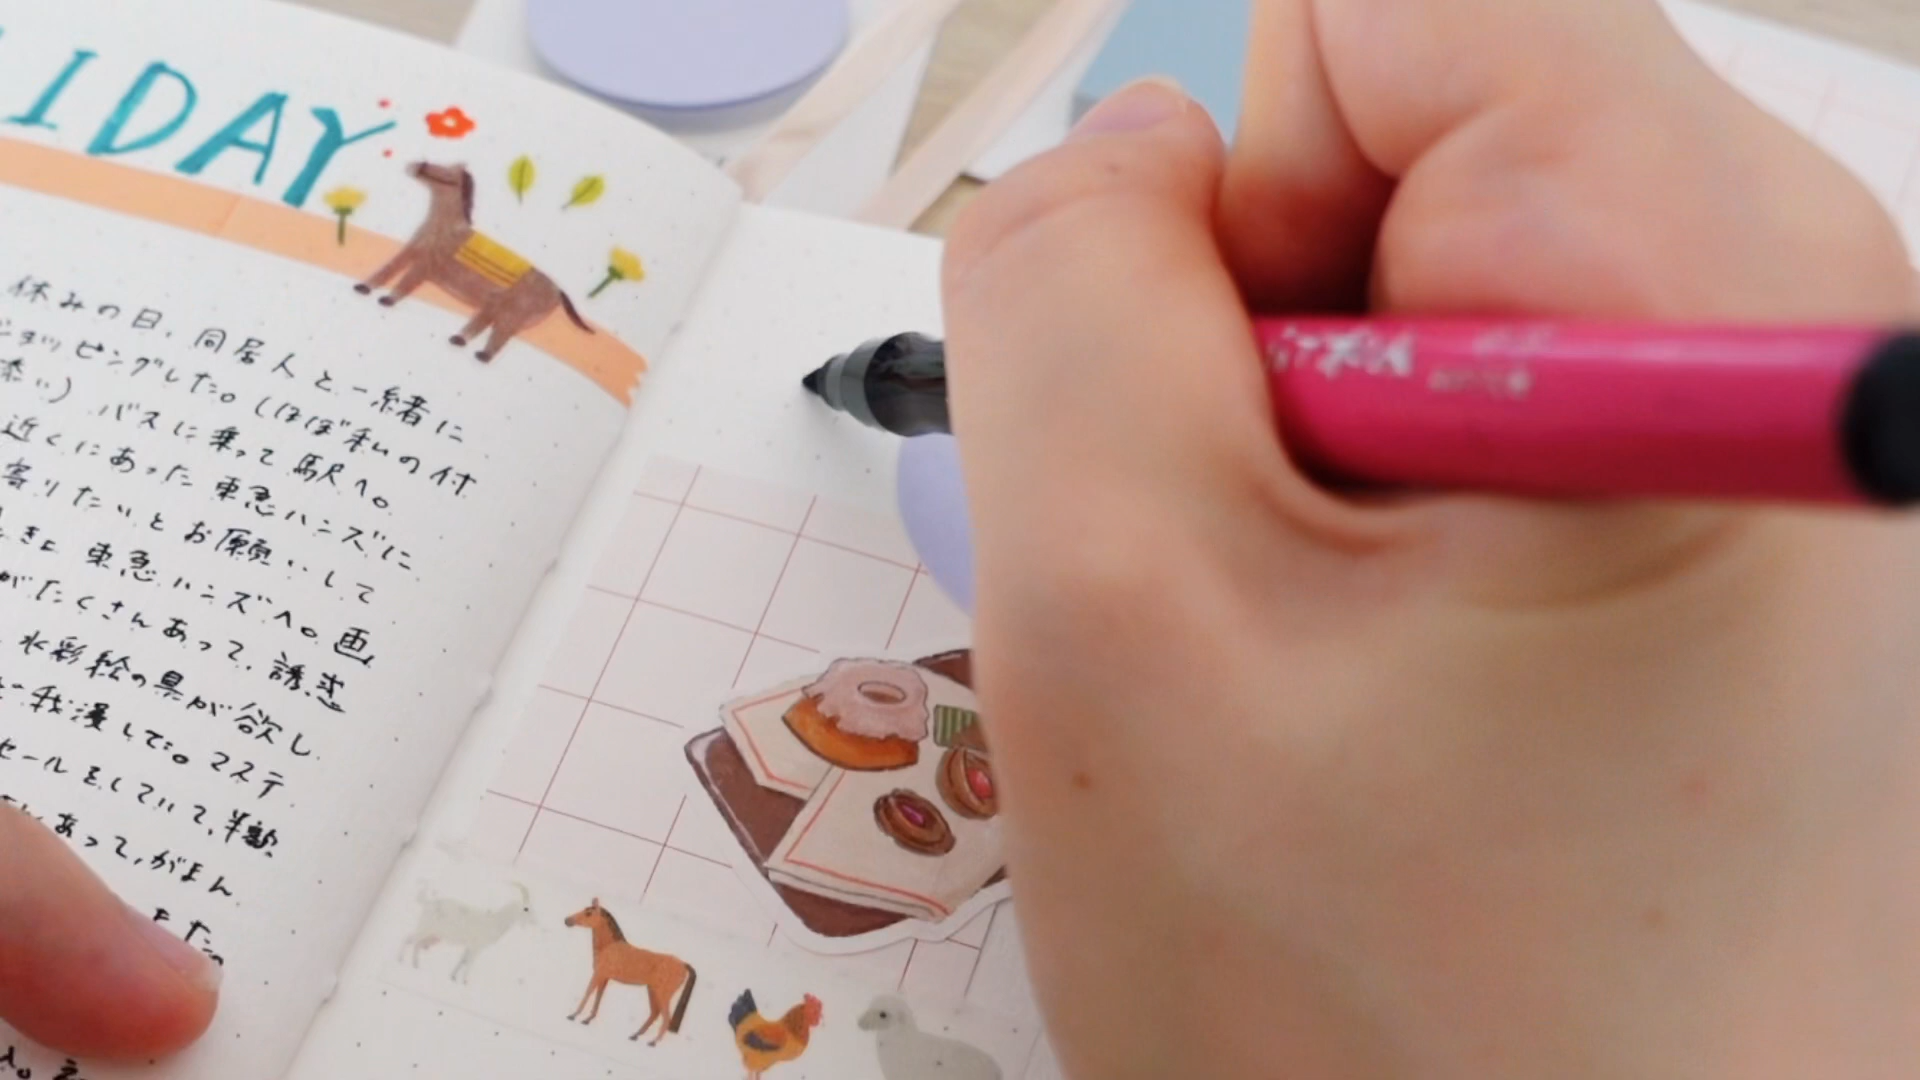 LIDAY
休みの日、同居人と一緒に
ショッピングした。(ほぼ私の付
添い) バスに乗って駅へ。
近くにあった東急ハンズに
寄りたいとお願いして
東急ハンズへ。画
がたくさんあって、誘惑
水彩絵の具が欲し
我慢した。マステ
セールをしていて、半額
あって、がまん